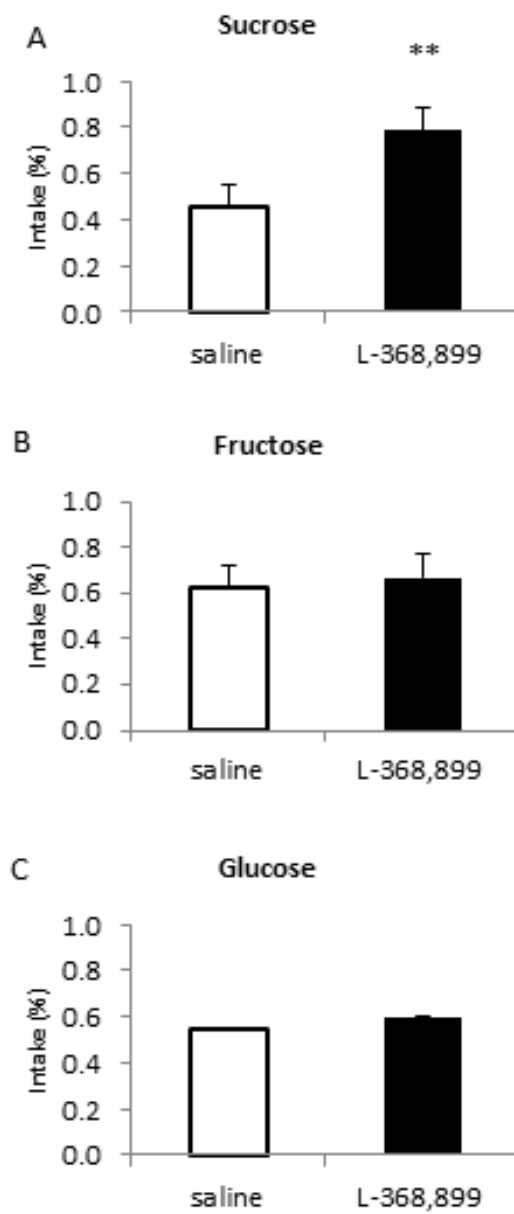 A
Sucrose
**
Intake (%)
1.0
0.8
0.6
0.4
0.2
0.0
saline L-368,899
B
Fructose
Intake (%)
1.0
0.8
0.6
0.4
0.2
0.0
saline L-368,899
C
Glucose
Intake (%)
1.0
0.8
0.6
0.4
0.2
0.0
saline L-368,899